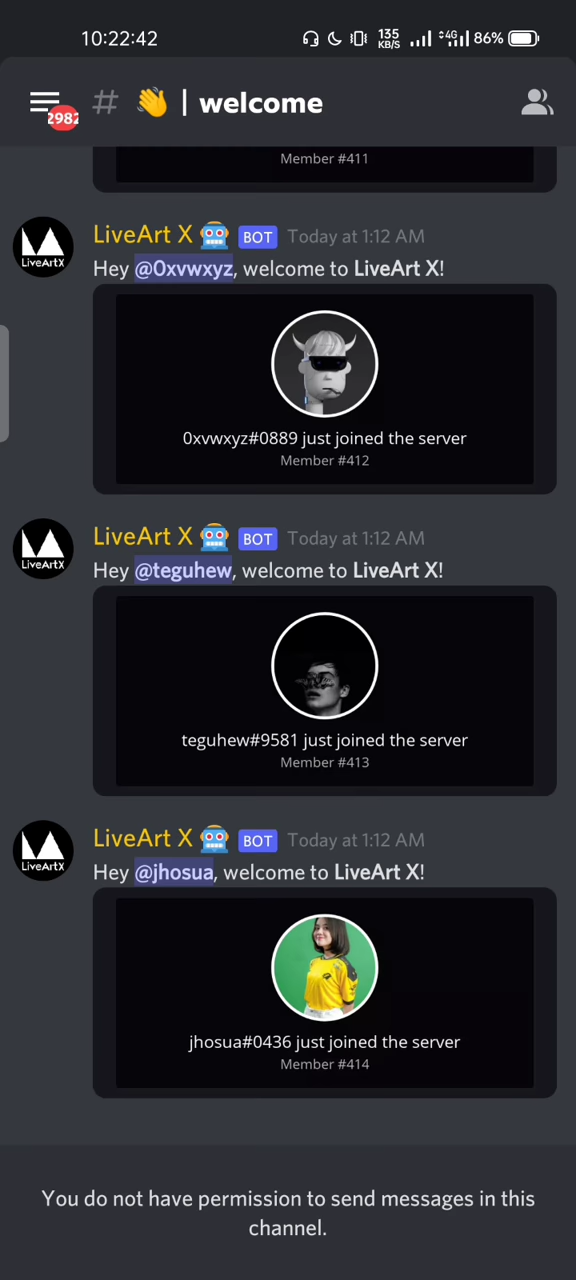 10:22:42 135 KB/S 4G 86%
2982 # 👋 | welcome
Member #411
LiveArt X 🤖 BOT Today at 1:12 AM
LiveArtX
Hey @0xvwxyz, welcome to LiveArt X!
0xvwxyz#0889 just joined the server
Member #412
LiveArt X 🤖 BOT Today at 1:12 AM
LiveArtX
Hey @teguhew, welcome to LiveArt X!
teguhew#9581 just joined the server
Member #413
LiveArt X 🤖 BOT Today at 1:12 AM
LiveArtX
Hey @jhosua, welcome to LiveArt X!
jhosua#0436 just joined the server
Member #414
You do not have permission to send messages in this
channel.